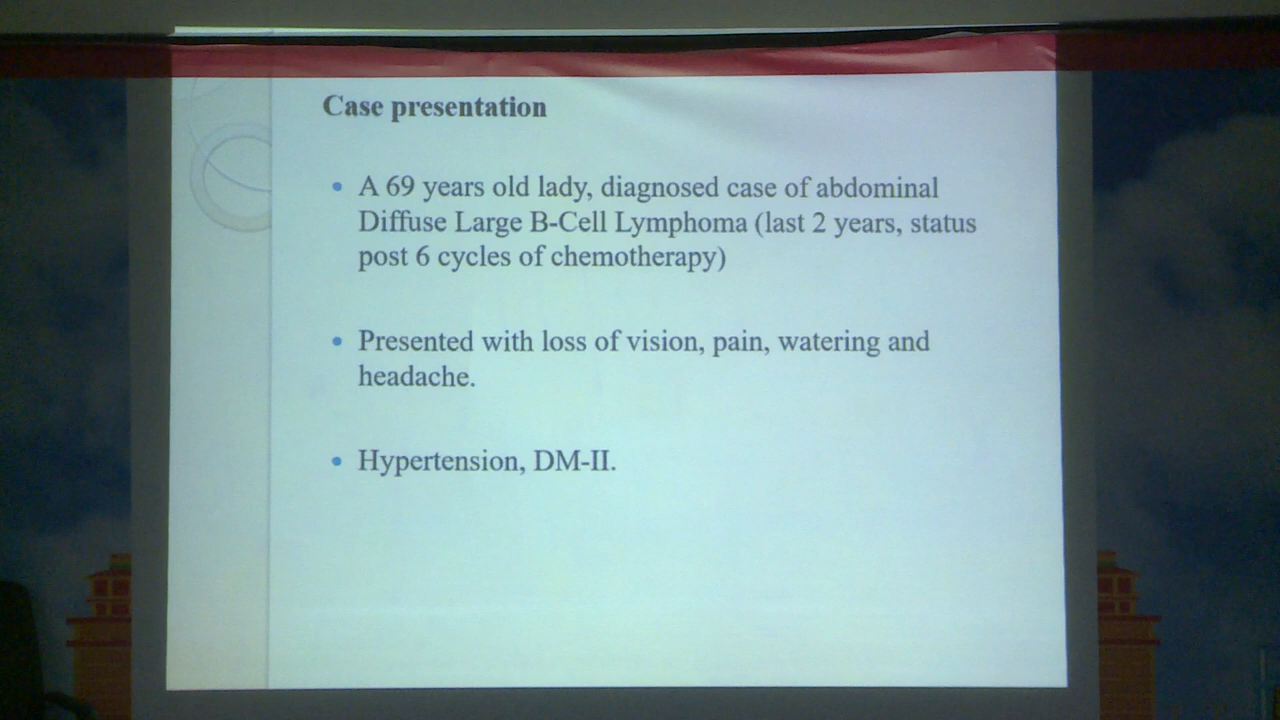 Case presentation
• A 69 years old lady, diagnosed case of abdominal
Diffuse Large B-Cell Lymphoma (last 2 years, status
post 6 cycles of chemotherapy)
• Presented with loss of vision, pain, watering and
headache.
• Hypertension, DM-II.